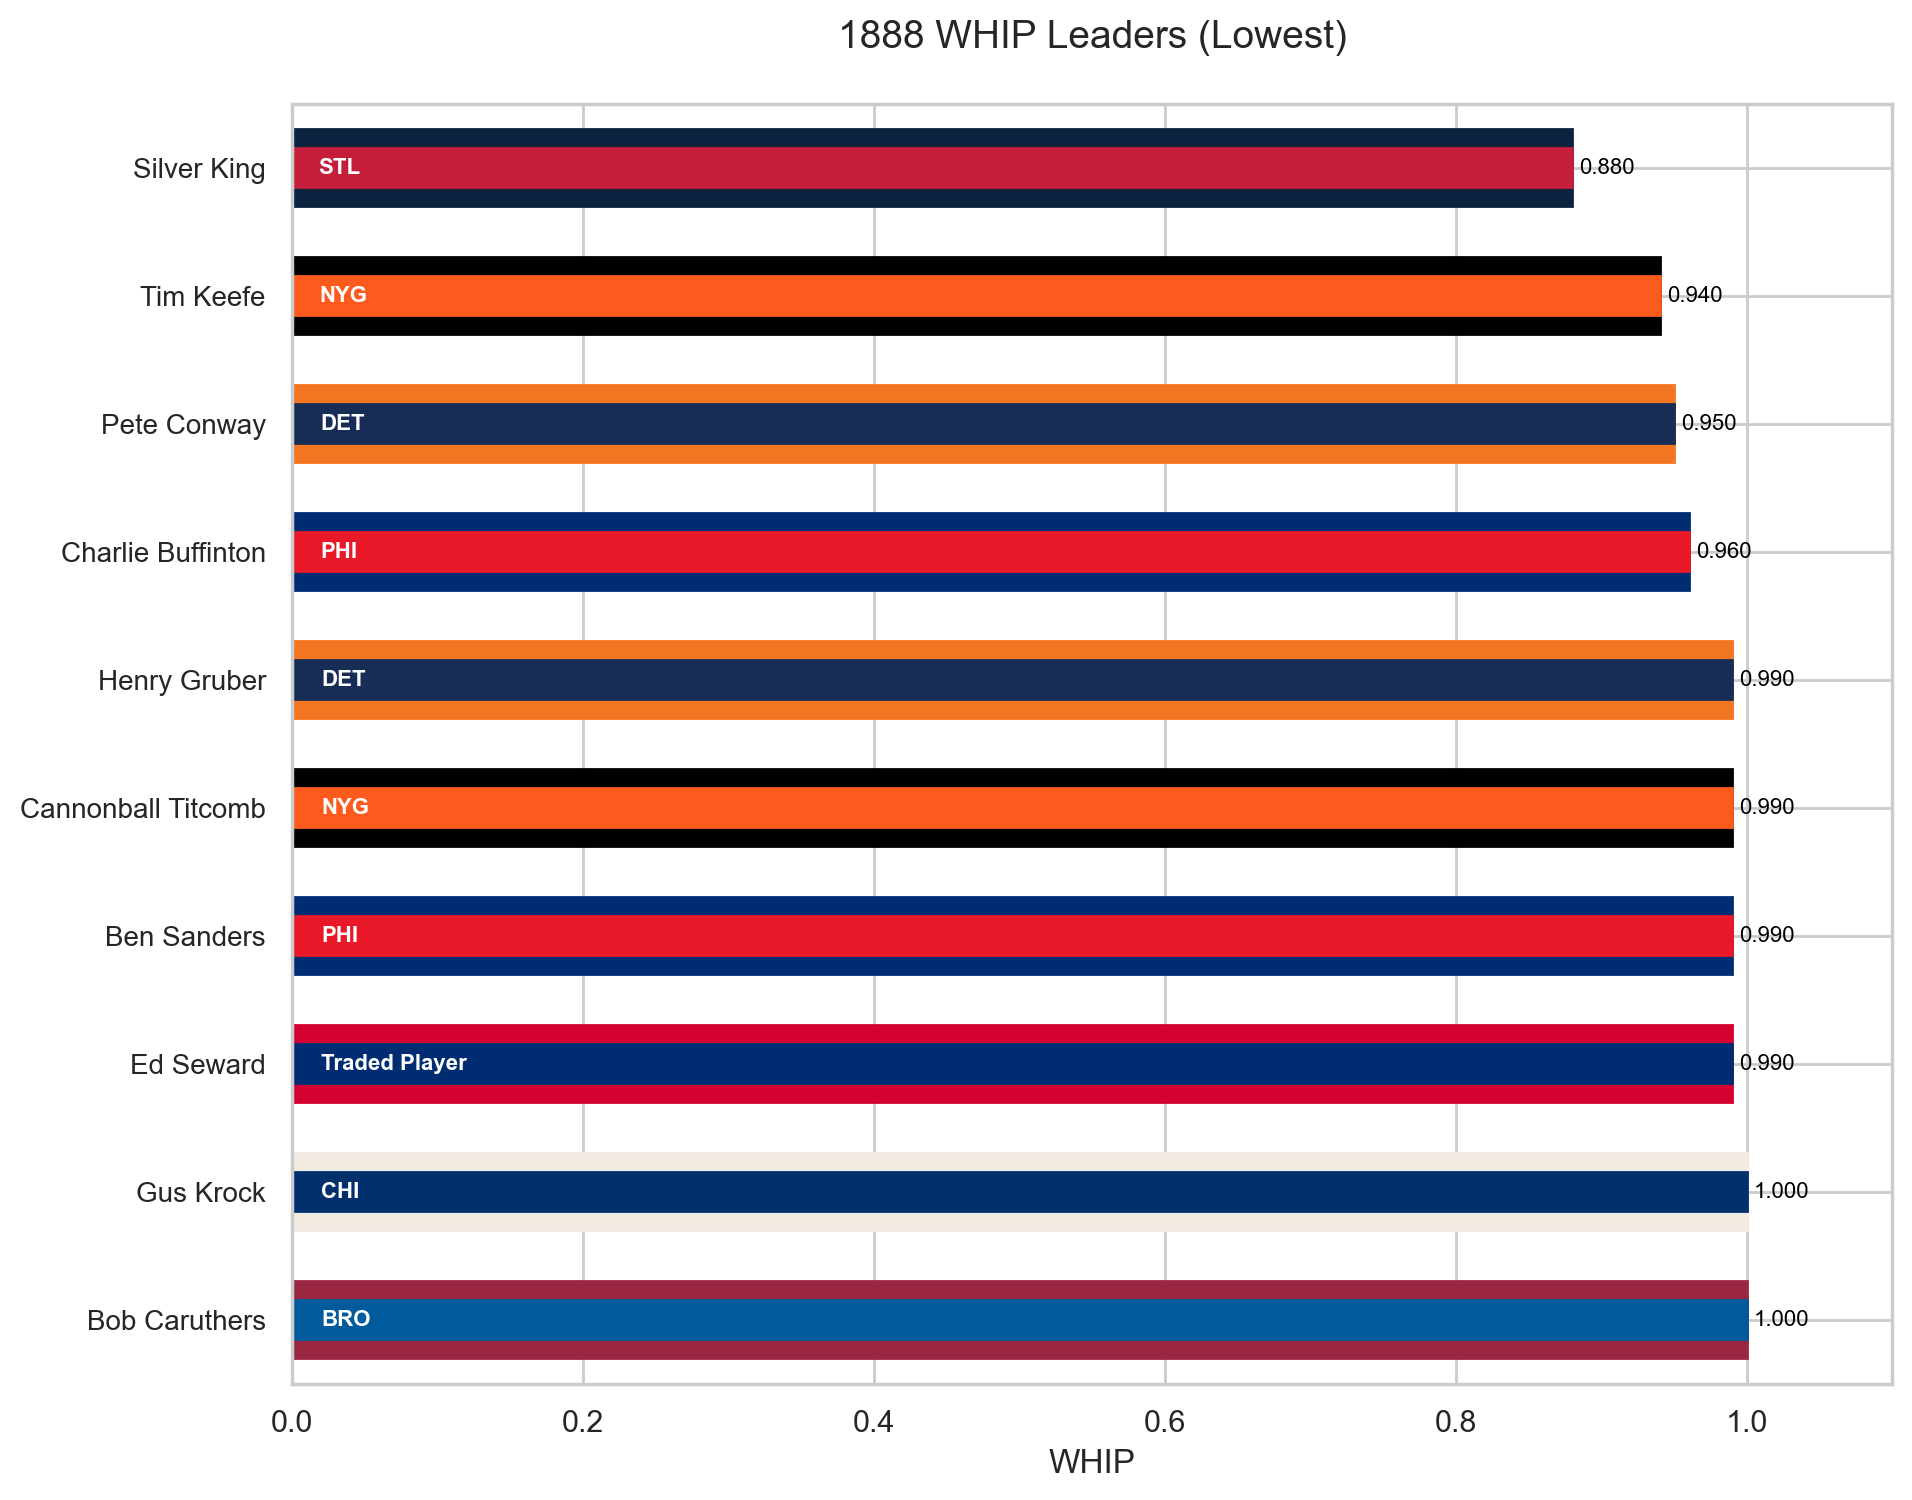 1888 WHIP Leaders (Lowest)
Silver King STL 0.880
Tim Keefe NYG 0.940
Pete Conway DET 0.950
Charlie Buffinton PHI 0.960
Henry Gruber DET 0.990
Cannonball Titcomb NYG 0.990
Ben Sanders PHI 0.990
Ed Seward Traded Player 0.990
Gus Krock CHI 1.000
Bob Caruthers BRO 1.000
0.0 0.2 0.4 0.6 0.8 1.0
WHIP